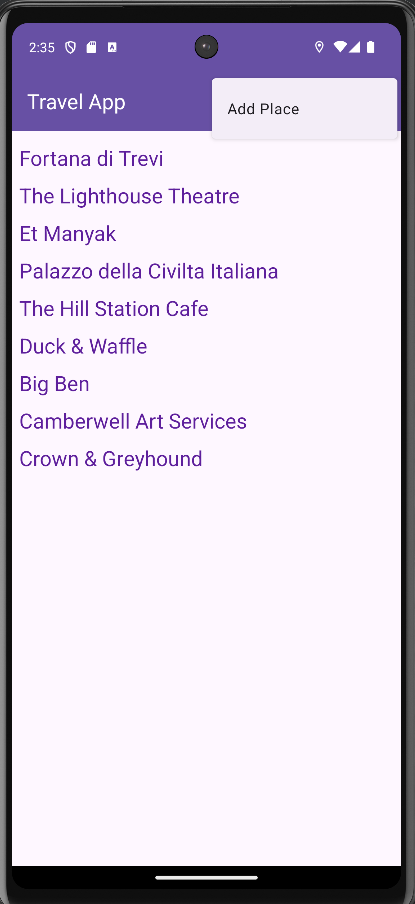 2:35
Travel App
Add Place
Fortana di Trevi
The Lighthouse Theatre
Et Manyak
Palazzo della Civilta Italiana
The Hill Station Cafe
Duck & Waffle
Big Ben
Camberwell Art Services
Crown & Greyhound